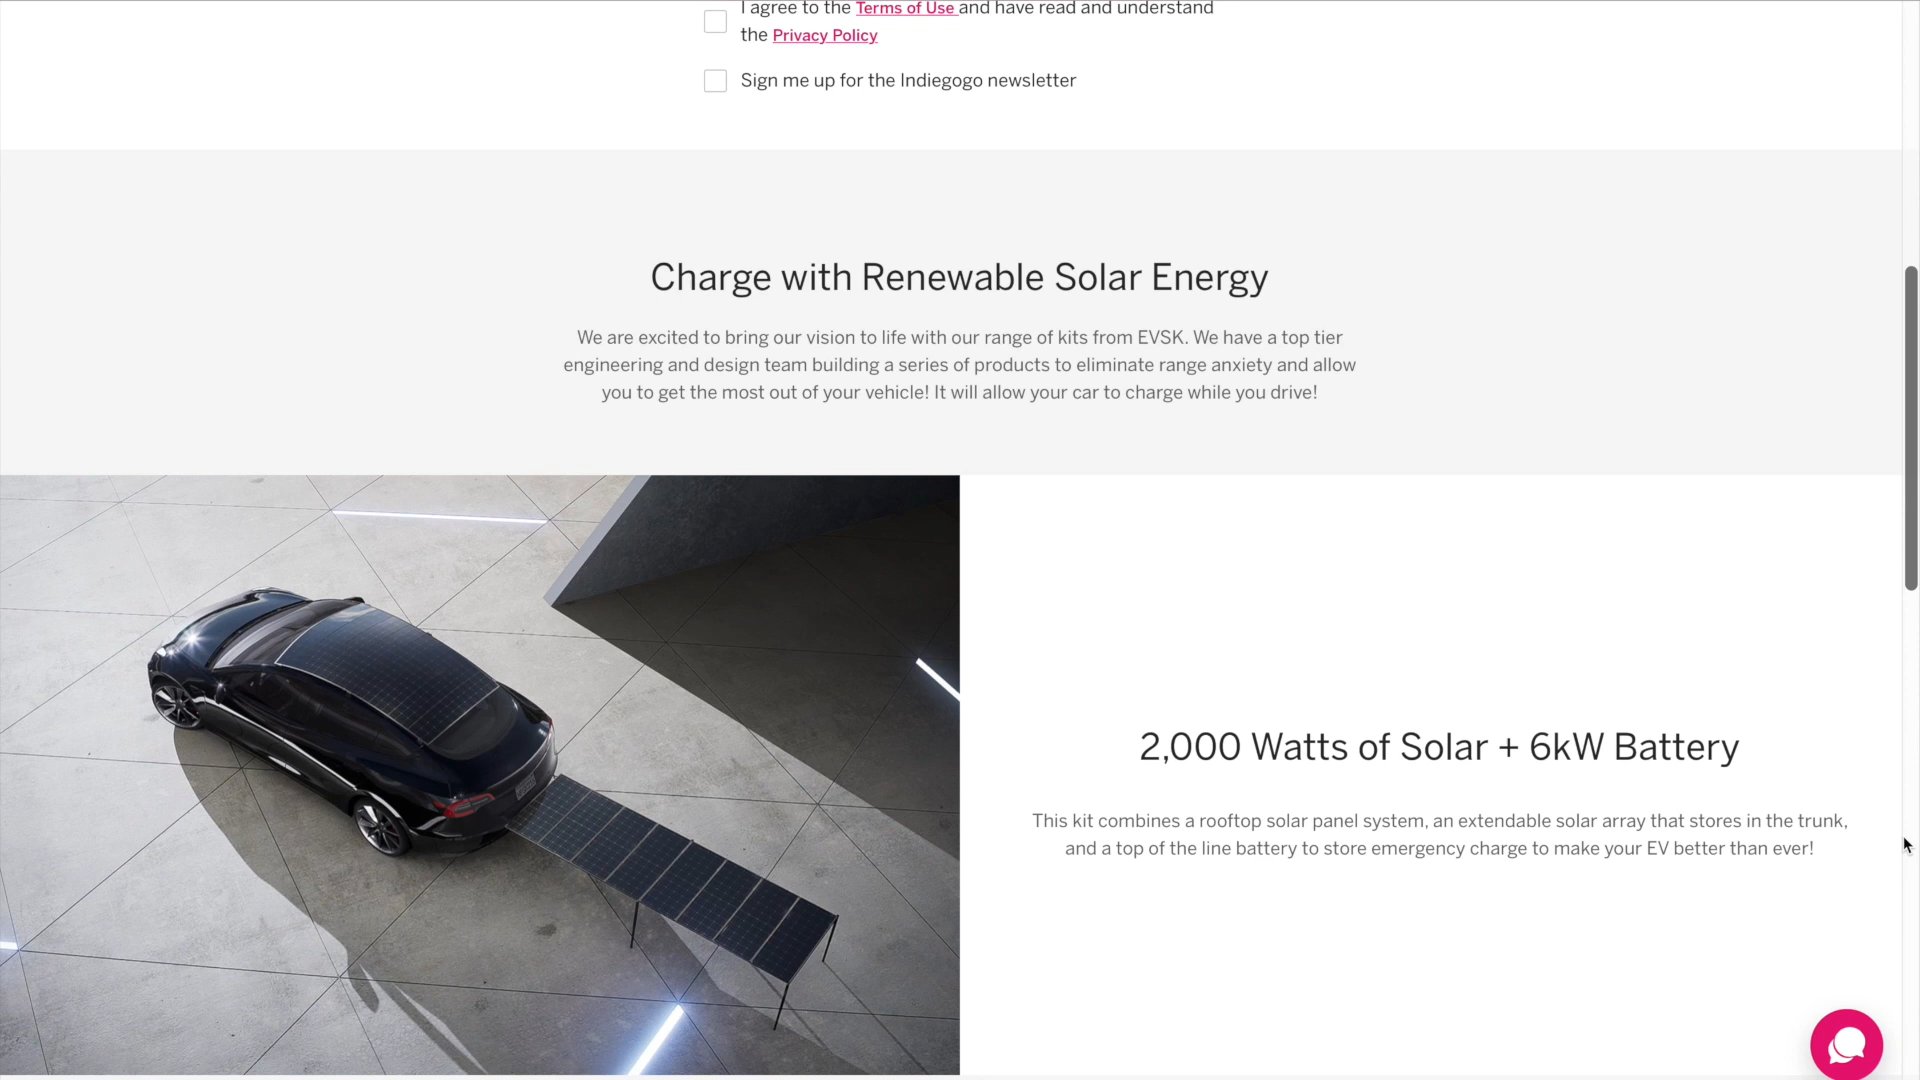 I agree to the Terms of Use and have read and understand
the Privacy Policy
Sign me up for the Indiegogo newsletter
Charge with Renewable Solar Energy
We are excited to bring our vision to life with our range of kits from EVSK. We have a top tier
engineering and design team building a series of products to eliminate range anxiety and allow
you to get the most out of your vehicle! It will allow your car to charge while you drive!
2,000 Watts of Solar + 6kW Battery
This kit combines a rooftop solar panel system, an extendable solar array that stores in the trunk,
and a top of the line battery to store emergency charge to make your EV better than ever!